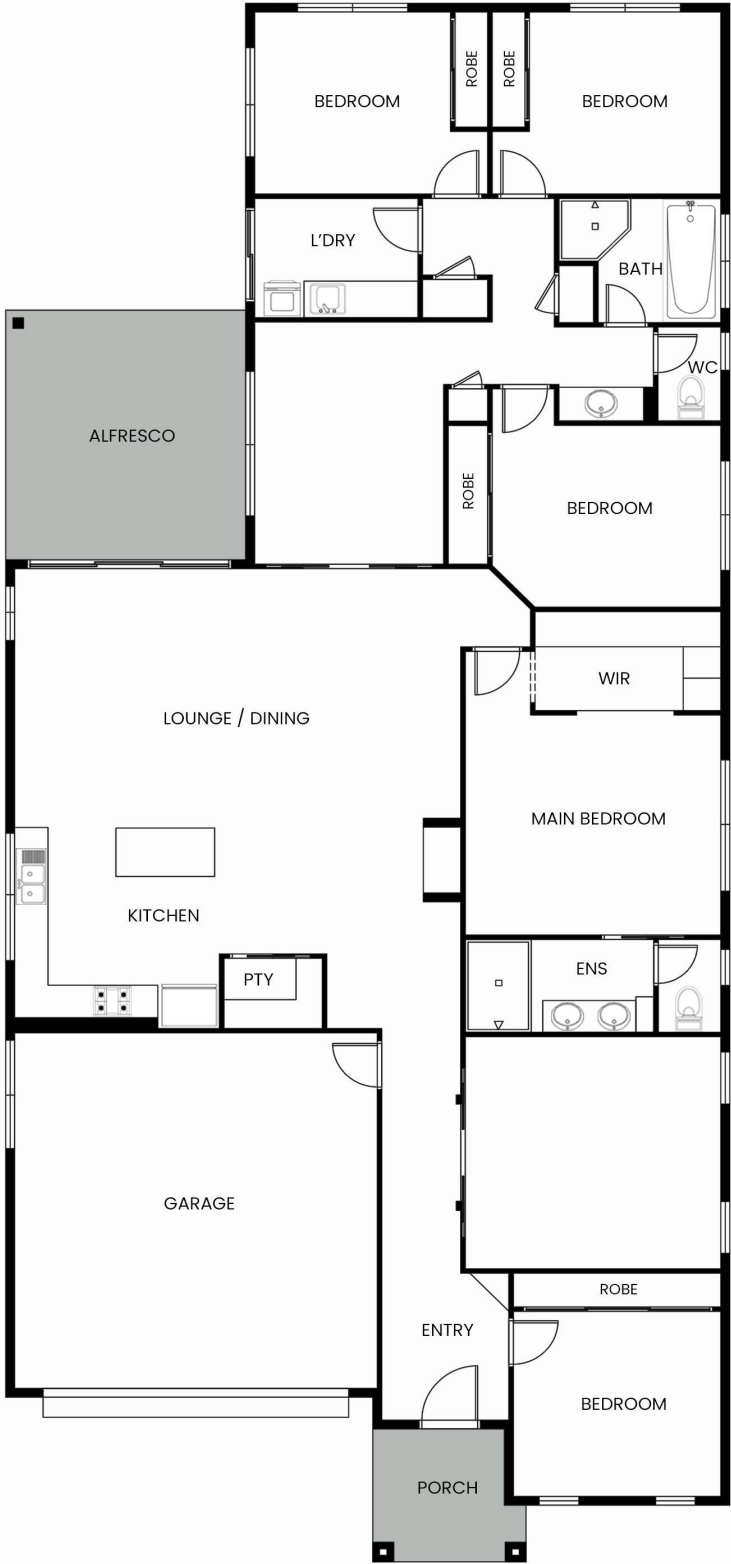 BEDROOM
ROBE
ROBE
BEDROOM
L'DRY
BATH
WC
ALFRESCO
ROBE
BEDROOM
WIR
LOUNGE / DINING
MAIN BEDROOM
KITCHEN
PTY
ENS
GARAGE
ROBE
ENTRY
BEDROOM
PORCH